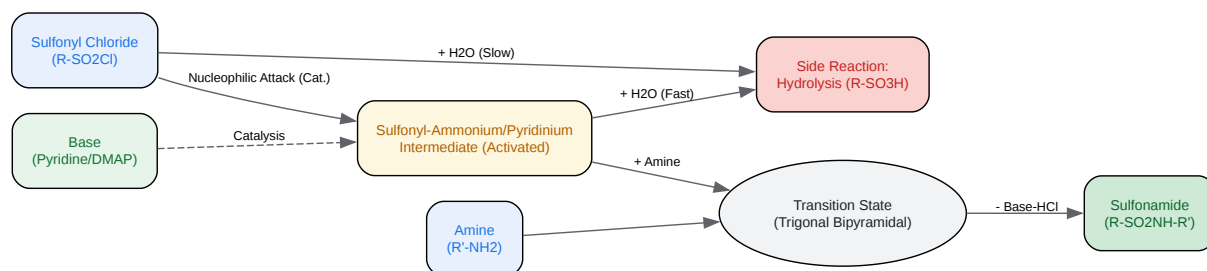 Sulfonyl Chloride
(R-SO2Cl)
+ H2O (Slow)
Side Reaction:
Hydrolysis (R-SO3H)
Nucleophilic Attack (Cat.)
+ H2O (Fast)
Base
(Pyridine/DMAP)
Catalysis
Sulfonyl-Ammonium/Pyridinium
Intermediate (Activated)
+ Amine
Amine
(R'-NH2)
Transition State
(Trigonal Bipyramidal)
- Base-HCl
Sulfonamide
(R-SO2NH-R')